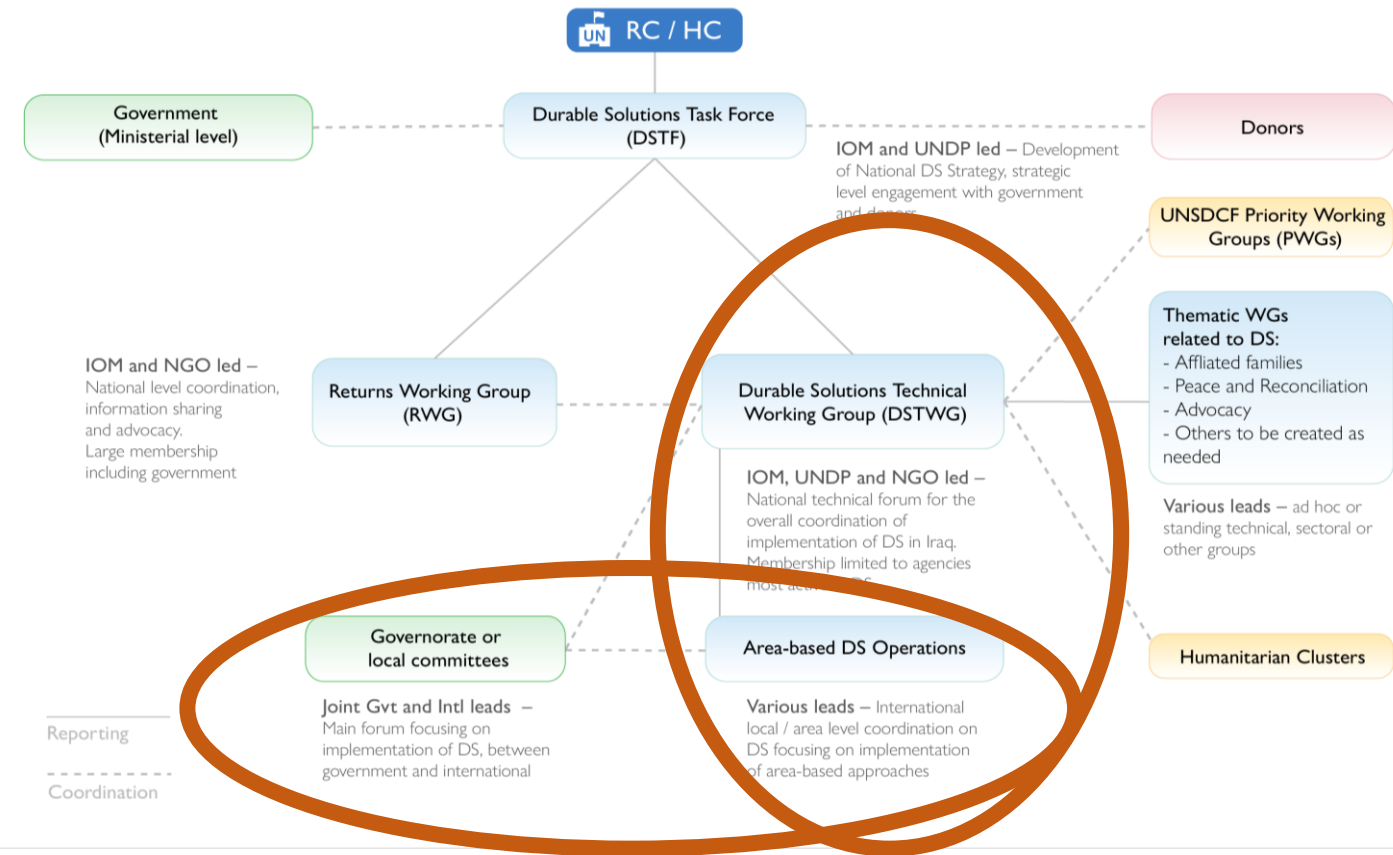 UN RC / HC
Government
(Ministerial level)
Durable Solutions Task Force
(DSTF)
Donors
IOM and UNDP led – Development
of National DS Strategy, strategic
level engagement with government
and donors
UNSDCF Priority Working
Groups (PWGs)
Thematic WGs
related to DS:
- Affliated families
- Peace and Reconciliation
- Advocacy
- Others to be created as
needed
Various leads – ad hoc or
standing technical, sectoral or
other groups
IOM and NGO led –
National level coordination,
information sharing
and advocacy.
Large membership
including government
Returns Working Group
(RWG)
Durable Solutions Technical
Working Group (DSTWG)
IOM, UNDP and NGO led –
National technical forum for the
overall coordination of
implementation of DS in Iraq.
Membership limited to agencies
most
Governorate or
local committees
Area-based DS Operations
Humanitarian Clusters
Joint Gvt and Intl leads –
Main forum focusing on
implementation of DS, between
government and international
Various leads – International
local / area level coordination on
DS focusing on implementation
of area-based approaches
Reporting
Coordination